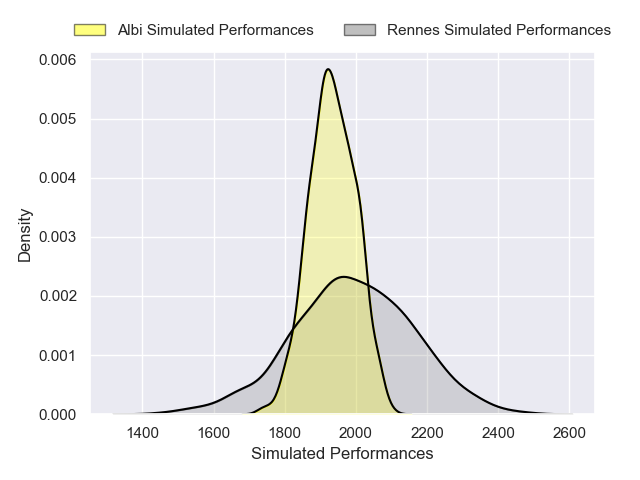 Albi Simulated Performances Rennes Simulated Performances
0.006
0.005
0.004
0.003
0.002
0.001
0.000
Density
1400 1600 1800 2000 2200 2400 2600
Simulated Performances